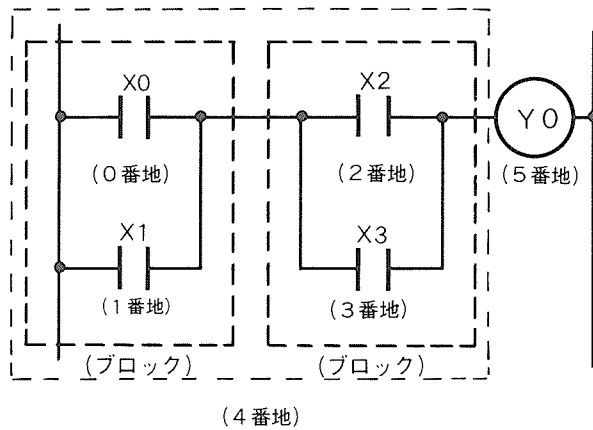 X0
X2
Y0
(0番地)
(2番地)
(5番地)
X1
X3
(1番地)
(3番地)
(ブロック)
(ブロック)
(4番地)